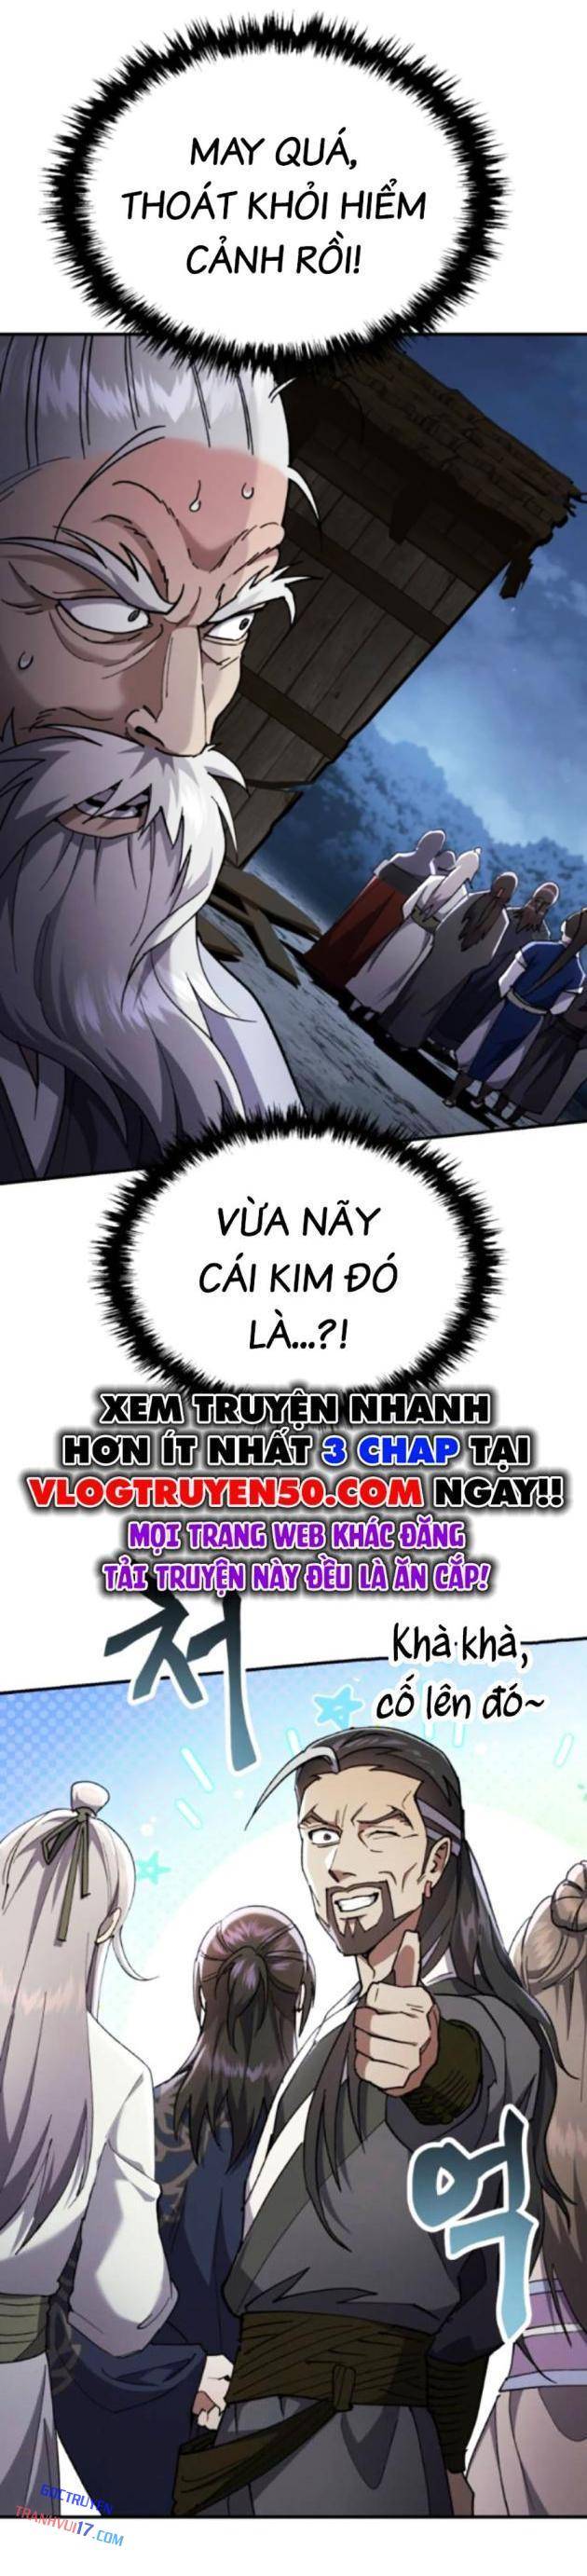 MAY QUÁ,
THOÁT KHỎI HIỂM
CẢNH RỒI!
VỪA NÃY
CÁI KIM ĐÓ
LÀ...?!
XEM TRUYỆN NHANH
HƠN ÍT NHẤT 3 CHAP TẠI
VLOGTRUYEN50.COM NGAY!!
MỌI TRANG WEB KHÁC ĐĂNG
TẢI TRUYỆN NÀY ĐỀU LÀ ĂN CẮP!
척
Khà khà,
cố lên đó~
억
GOCTRUYEN
TRANHVUI17.COM